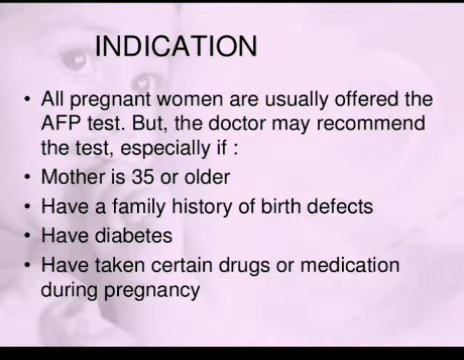 INDICATION
• All pregnant women are usually offered the
AFP test. But, the doctor may recommend
the test, especially if :
• Mother is 35 or older
• Have a family history of birth defects
• Have diabetes
• Have taken certain drugs or medication
during pregnancy